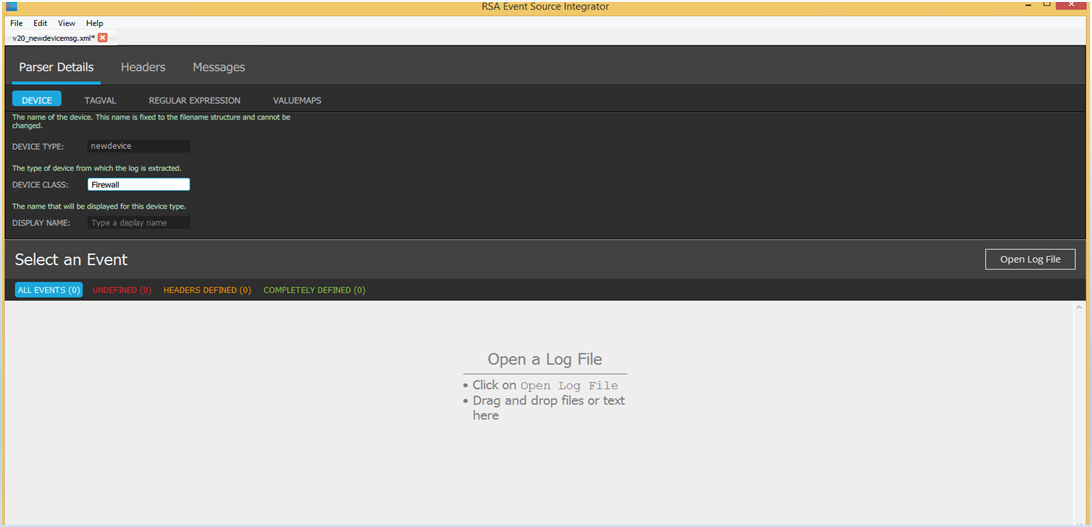 RSA Event Source Integrator
File Edit View Help
v20_newdevicemsg.xml*
Parser Details Headers Messages
DEVICE TAGVAL REGULAR EXPRESSION VALUEMAPS
The name of the device. This name is fixed to the filename structure and cannot be
changed.
DEVICE TYPE: newdevice
The type of device from which the log is extracted.
DEVICE CLASS: Firewall
The name that will be displayed for this device type.
DISPLAY NAME: Type a display name
Select an Event Open Log File
ALL EVENTS (0) UNDEFINED (0) HEADERS DEFINED (0) COMPLETELY DEFINED (0)
Open a Log File
• Click on Open Log File
• Drag and drop files or text
here